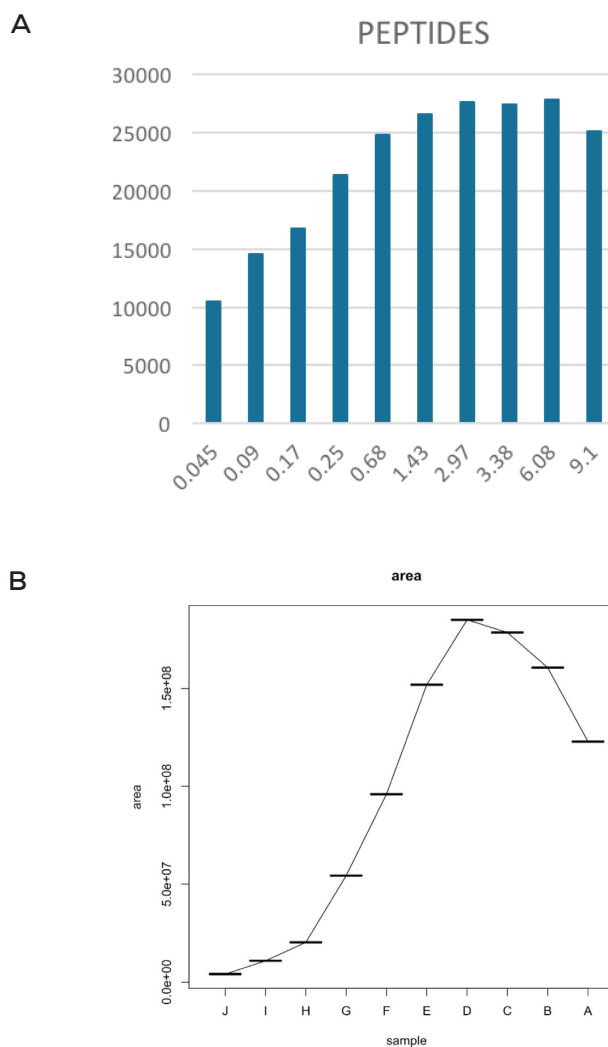 A
PEPTIDES
30000
25000
20000
15000
10000
5000
0
0.045 0.09 0.17 0.25 0.68 1.43 2.97 3.38 6.08 9.1
B
area
area
1.5e+08
1.0e+08
5.0e+07
0.0e+00
J I H G F E D C B A
sample